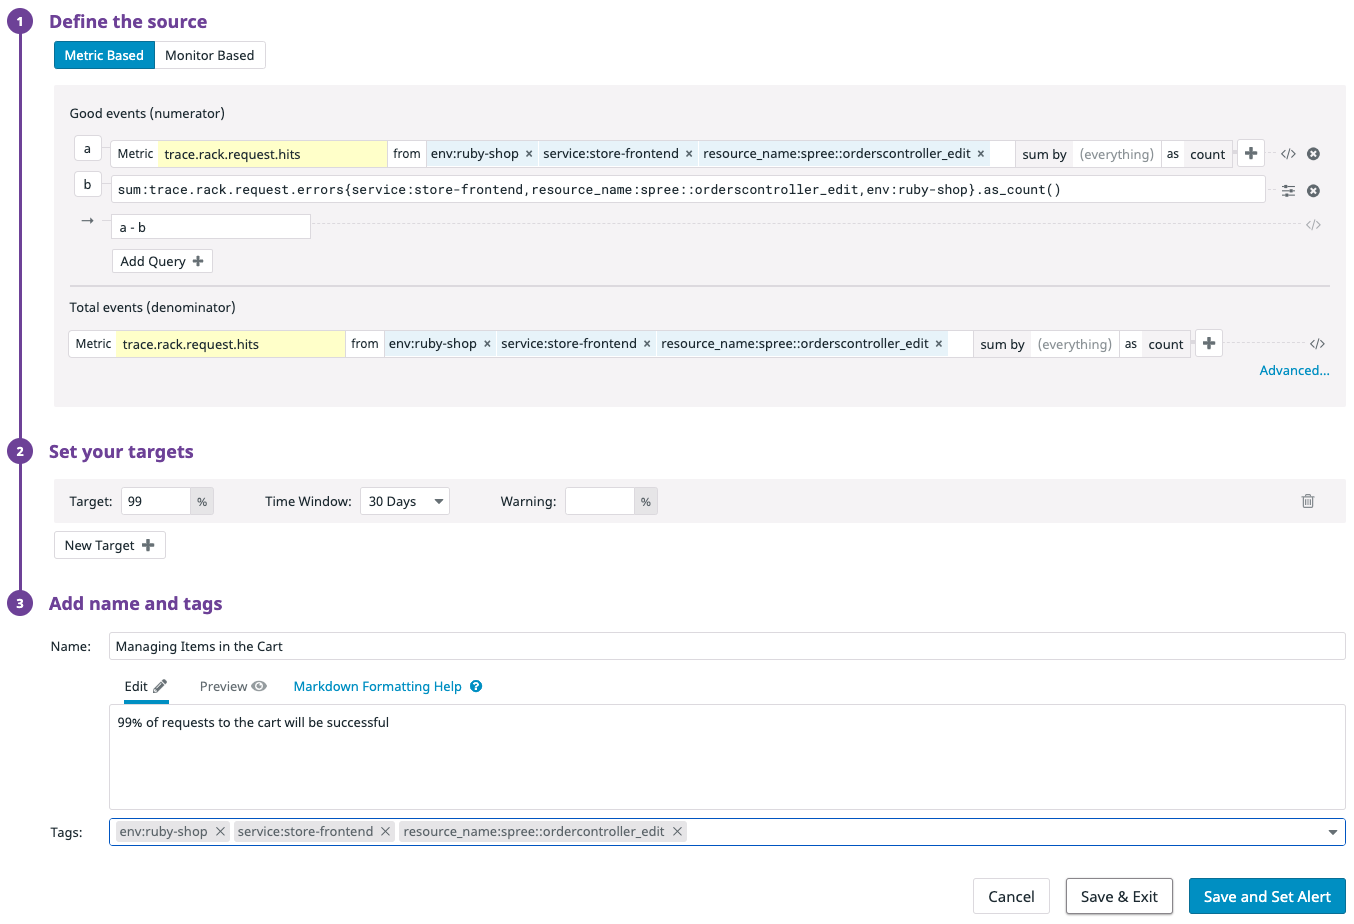 1 Define the source
Metric Based Monitor Based
Good events (numerator)
a Metric trace.rack.request.hits from env:ruby-shop × service:store-frontend × resource_name:spree::orderscontroller_edit × sum by (everything) as count + </>
b sum:trace.rack.request.errors{service:store-frontend,resource_name:spree::orderscontroller_edit,env:ruby-shop}.as_count()
→ a - b </>
Add Query +
Total events (denominator)
Metric trace.rack.request.hits from env:ruby-shop × service:store-frontend × resource_name:spree::orderscontroller_edit × sum by (everything) as count + </>
Advanced...
2 Set your targets
Target: 99 % Time Window: 30 Days Warning: %
New Target +
3 Add name and tags
Name: Managing Items in the Cart
Edit Preview Markdown Formatting Help ?
99% of requests to the cart will be successful
Tags: env:ruby-shop × service:store-frontend × resource_name:spree::ordercontroller_edit ×
Cancel Save & Exit Save and Set Alert